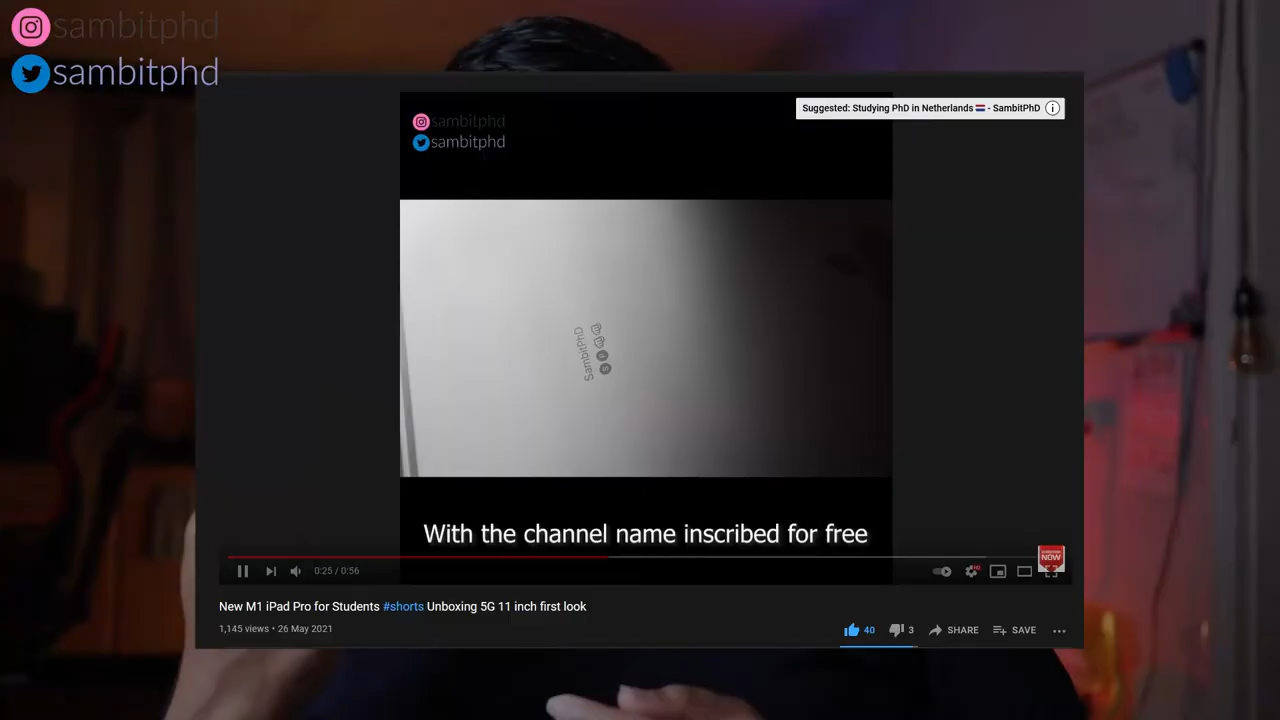 sambitphd
sambitphd
Suggested: Studying PhD in Netherlands 🇳🇱 - SambitPhD
sambitphd
sambitphd
SambitPhD
With the channel name inscribed for free
NOW
0:25 / 0:56
New M1 iPad Pro for Students #shorts Unboxing 5G 11 inch first look
1,145 views • 26 May 2021
40
3
SHARE
SAVE